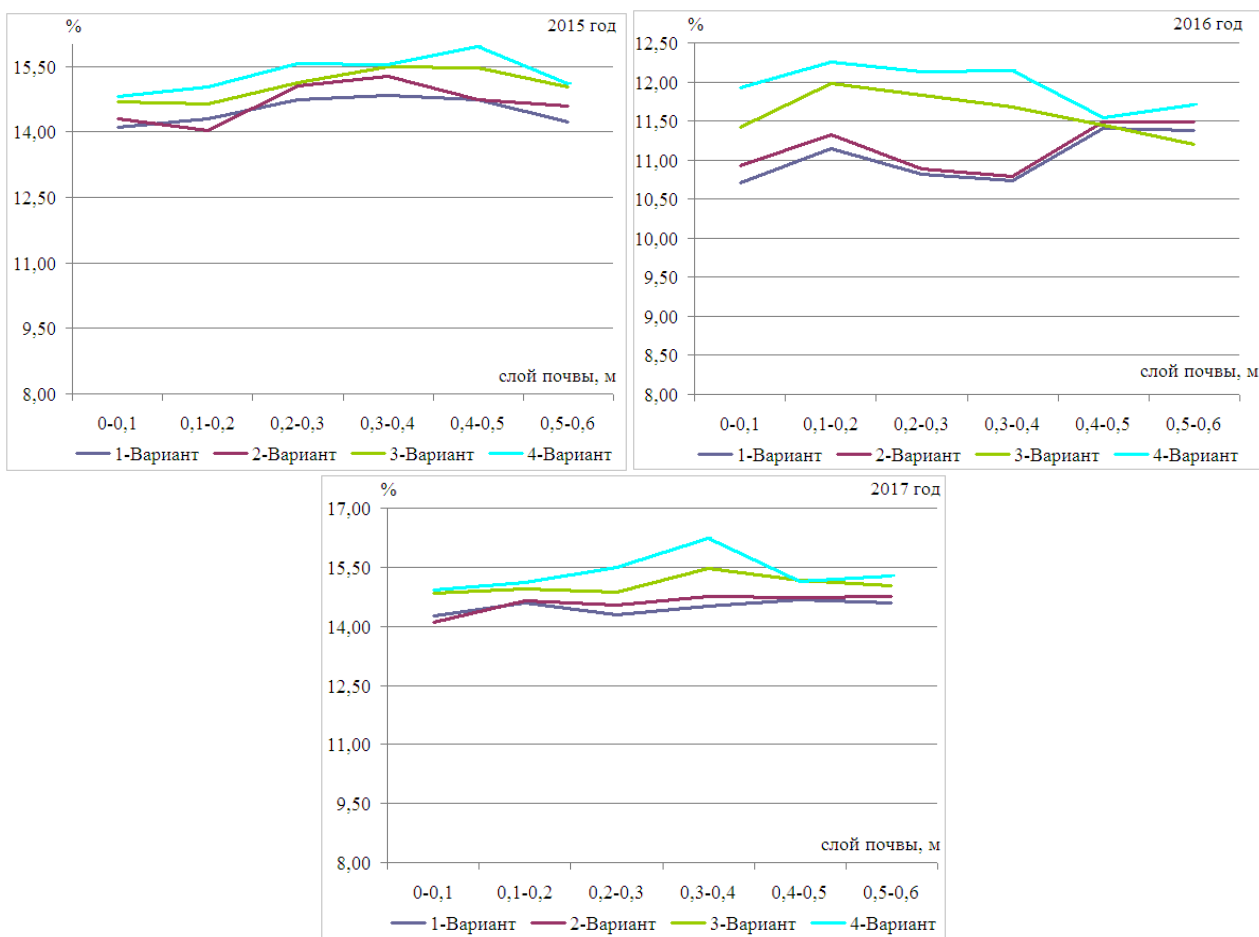 % 2015 год
15,50
14,00
12,50
11,00
9,50
8,00
слой почвы, м
0-0,1 0,1-0,2 0,2-0,3 0,3-0,4 0,4-0,5 0,5-0,6
1-Вариант 2-Вариант 3-Вариант 4-Вариант
% 2016 год
12,50
12,00
11,50
11,00
10,50
10,00
9,50
9,00
8,50
8,00
слой почвы, м
0-0,1 0,1-0,2 0,2-0,3 0,3-0,4 0,4-0,5 0,5-0,6
1-Вариант 2-Вариант 3-Вариант 4-Вариант
% 2017 год
17,00
15,50
14,00
12,50
11,00
9,50
8,00
слой почвы, м
0-0,1 0,1-0,2 0,2-0,3 0,3-0,4 0,4-0,5 0,5-0,6
1-Вариант 2-Вариант 3-Вариант 4-Вариант